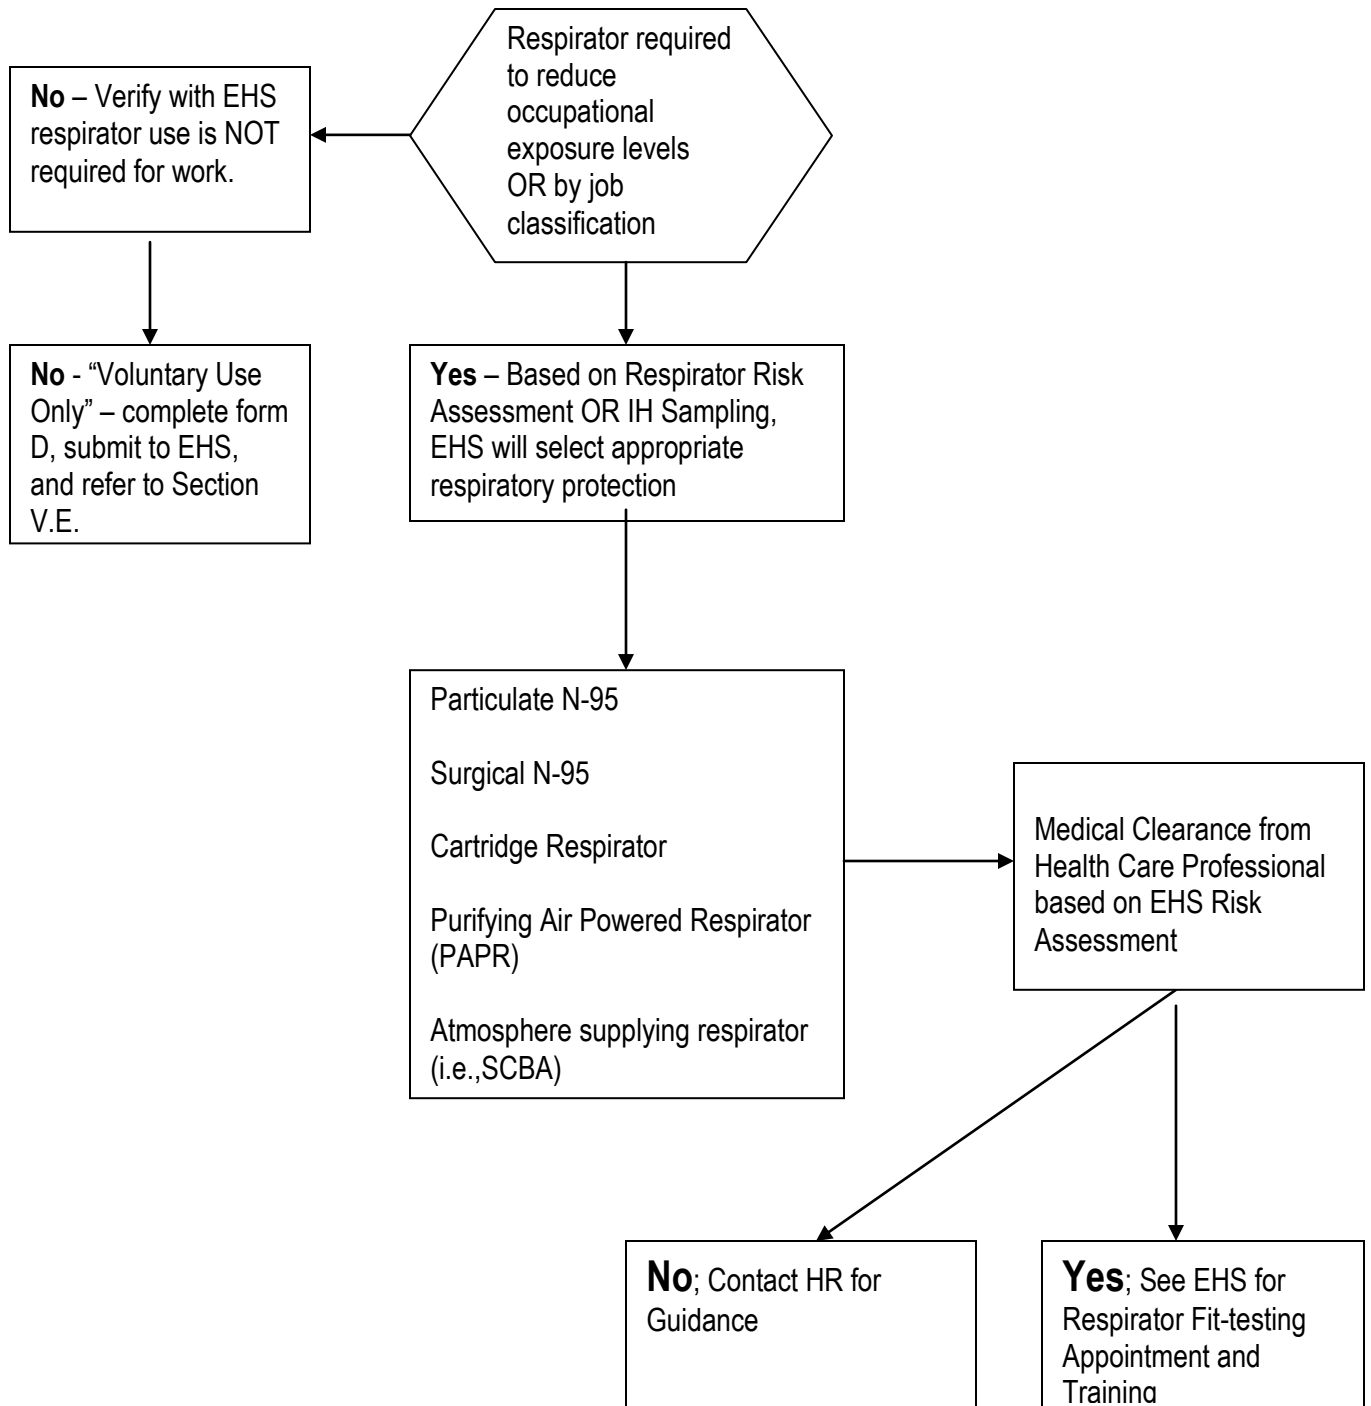 Respirator required
to reduce
occupational
exposure levels
OR by job
classification
No – Verify with EHS
respirator use is NOT
required for work.
No - “Voluntary Use
Only” – complete form
D, submit to EHS,
and refer to Section
V.E.
Yes – Based on Respirator Risk
Assessment OR IH Sampling,
EHS will select appropriate
respiratory protection
Particulate N-95
Surgical N-95
Cartridge Respirator
Purifying Air Powered Respirator
(PAPR)
Atmosphere supplying respirator
(i.e.,SCBA)
Medical Clearance from
Health Care Professional
based on EHS Risk
Assessment
No; Contact HR for
Guidance
Yes; See EHS for
Respirator Fit-testing
Appointment and
Training